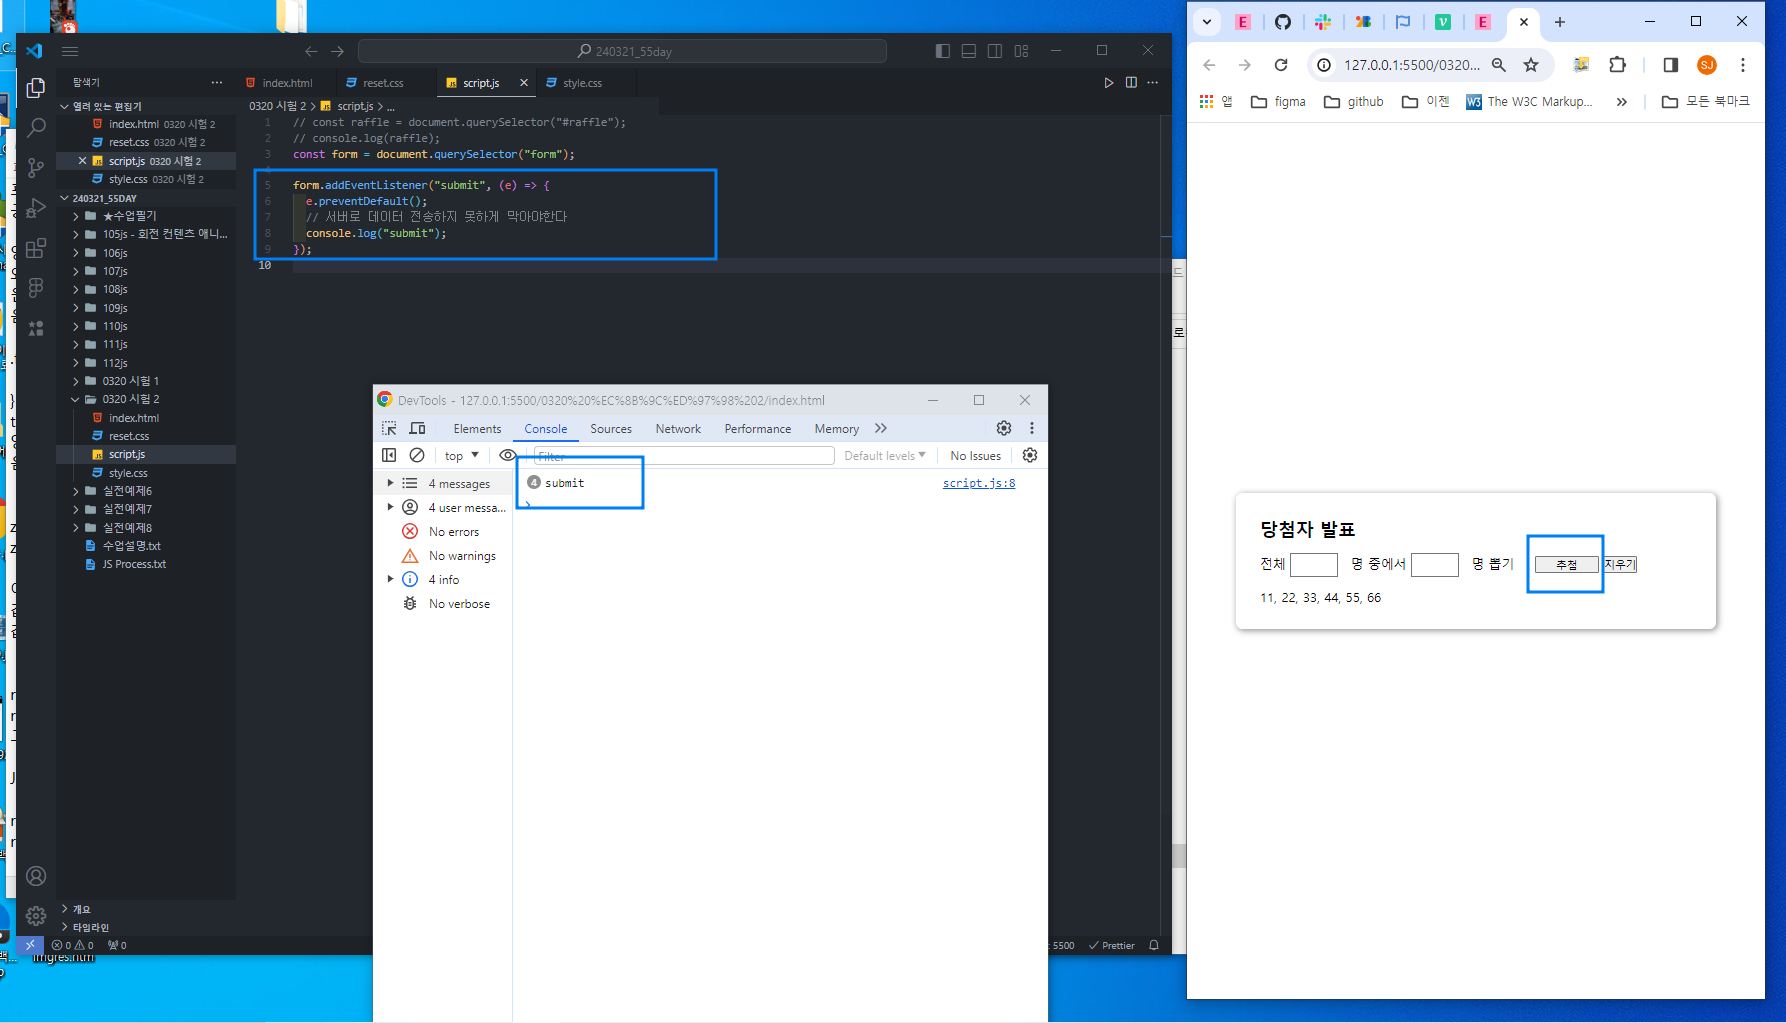 240321_55day
탐색기
index.html
reset.css
script.js
style.css
열려 있는 편집기
index.html 0320 시험 2
reset.css 0320 시험 2
script.js 0320 시험 2
style.css 0320 시험 2
240321_55DAY
★수업필기
105js - 회전 컨텐츠 애니...
106js
107js
108js
109js
110js
111js
112js
0320 시험 1
0320 시험 2
index.html
reset.css
script.js
style.css
실전예제6
실전예제7
실전예제8
수업설명.txt
JS Process.txt
개요
타임라인
0 0 0
imgres.htm
0320 시험 2 > script.js > ...
1 // const raffle = document.querySelector("#raffle");
2 // console.log(raffle);
3 const form = document.querySelector("form");
5 form.addEventListener("submit", (e) => {
6 e.preventDefault();
7 // 서버로 데이터 전송하지 못하게 막아야한다
8 console.log("submit");
9 });
10
5500 Prettier
DevTools - 127.0.0.1:5500/0320%20%EC%8B%9C%ED%97%98%202/index.html
Elements Console Sources Network Performance Memory
top Filter Default levels No Issues
4 messages
4 user messa...
No errors
No warnings
4 info
No verbose
4 submit script.js:8
127.0.0.1:5500/0320...
SJ
앱 figma github 이젠 The W3C Markup... 모든 북마크
당첨자 발표
전체 명 중에서 명 뽑기 추첨 지우기
11, 22, 33, 44, 55, 66